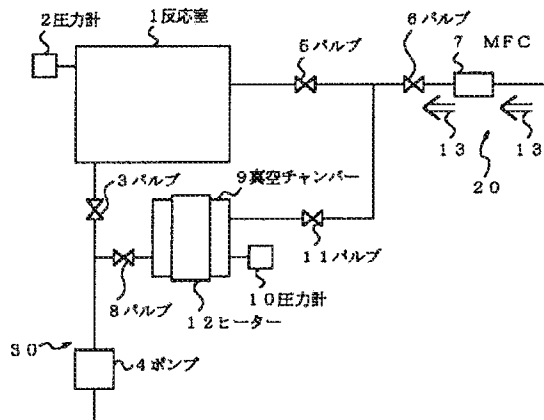 2圧力計
1反応室
5バルブ
6バルブ
7 MFC
13
13
20
3バルブ
9真空チャンバー
11バルブ
10圧力計
8バルブ
12ヒーター
30
4ポンプ